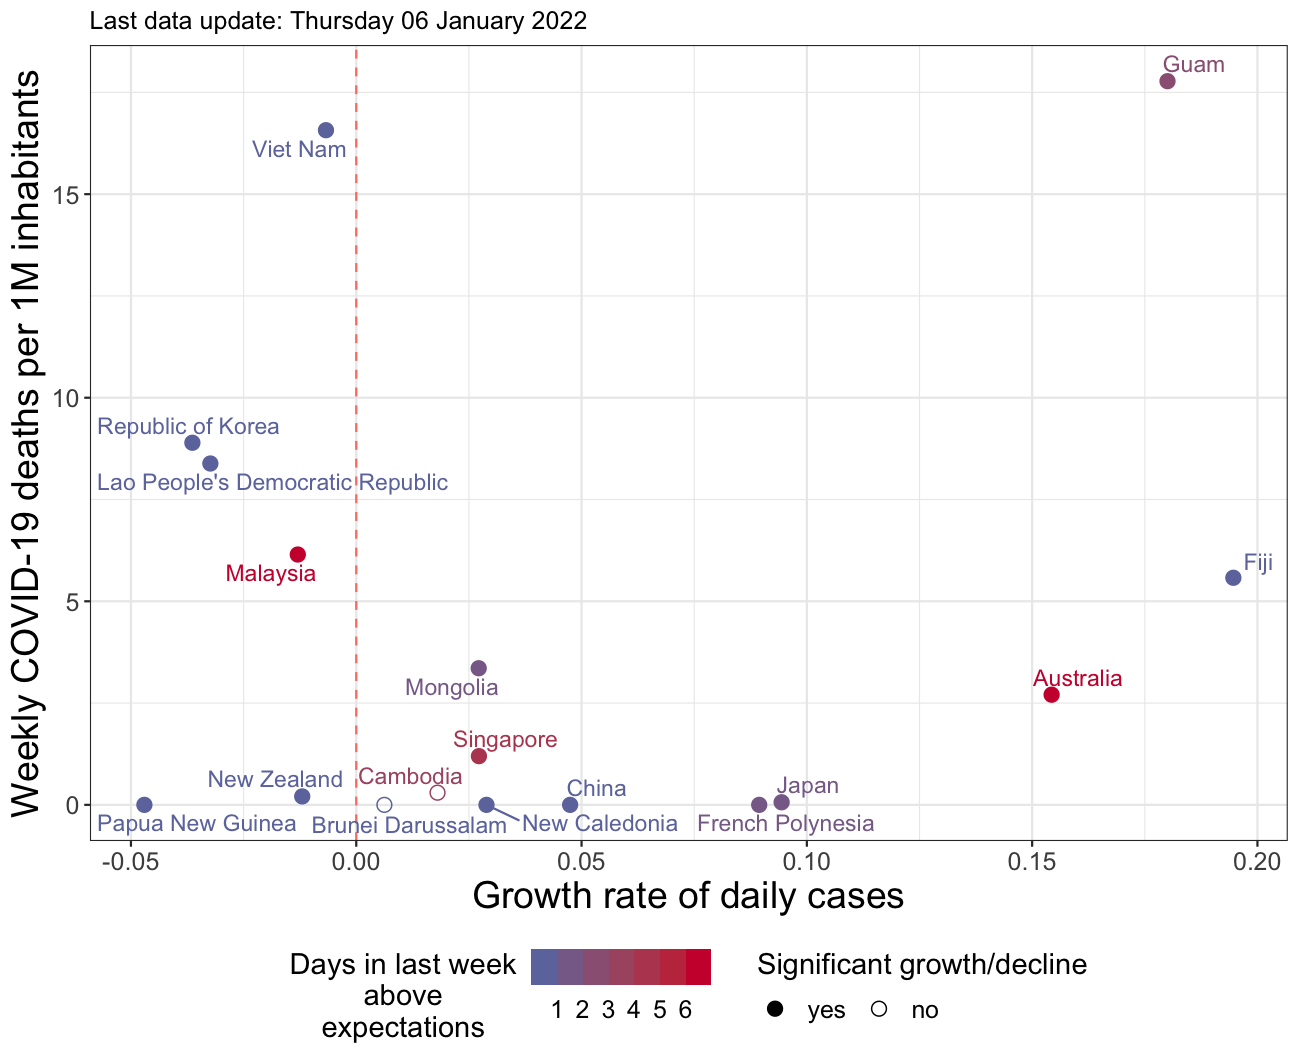 Last data update: Thursday 06 January 2022
Weekly COVID-19 deaths per 1M inhabitants
15
10
5
0
Guam
Viet Nam
Republic of Korea
Lao People's Democratic Republic
Malaysia
Fiji
Mongolia
Australia
Singapore
New Zealand
Cambodia
China
Japan
Papua New Guinea
Brunei Darussalam
New Caledonia
French Polynesia
-0.05
0.00
0.05
0.10
0.15
0.20
Growth rate of daily cases
Days in last week
above
expectations
1 2 3 4 5 6
Significant growth/decline
yes
no